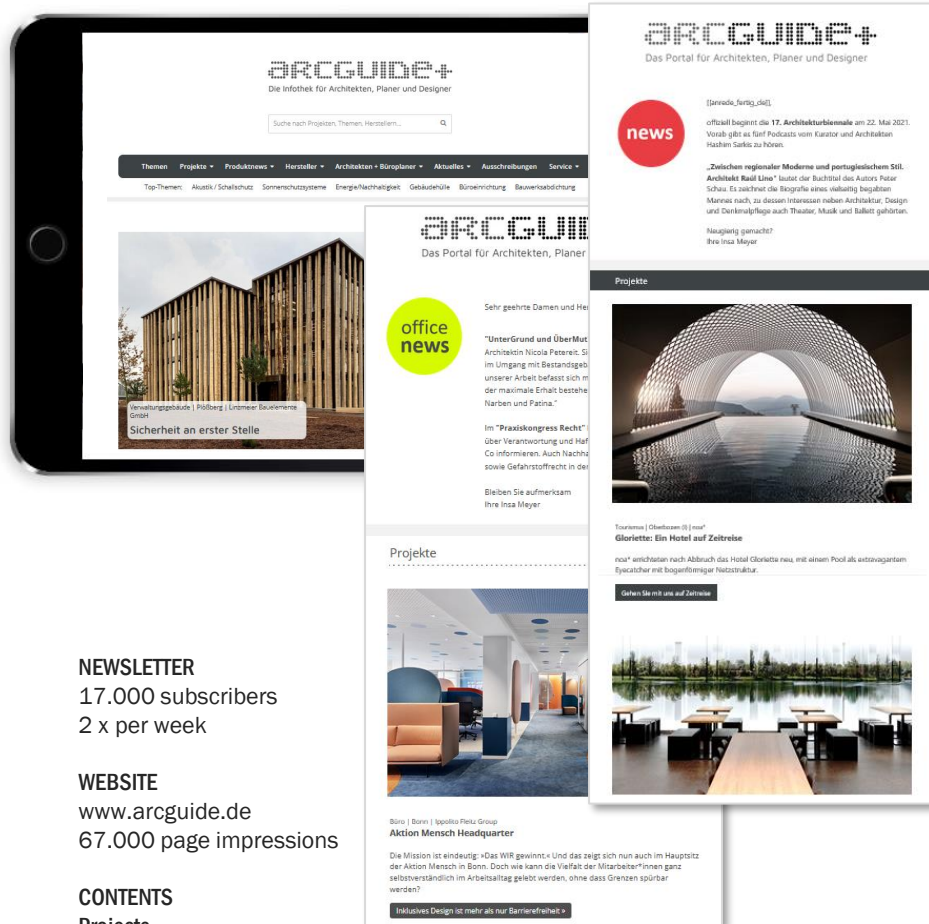 arcguide+
Die Infothek für Architekten, Planer und Designer
Suche nach Projekten, Themen, Herstellern...
Themen Projekte Produktnews Hersteller Architekten + Büroplaner Aktuelles Ausschreibungen Service
Top-Themen: Akustik / Schallschutz Sonnenschutzsysteme Energie/Nachhaltigkeit Gebäudehülle Büroeinrichtung Bauwerksabdichtung
Verwaltungsgebäude | Plößberg | Linzmeier Bauelemente
GmbH
Sicherheit an erster Stelle
arcgui
Das Portal für Architekten, Planer
office
news
Sehr geehrte Damen und He
"UnterGrund und ÜberMut
Architektin Nicola Petereit. Si
im Umgang mit Bestandsgeb
unserer Arbeit befasst sich m
der maximale Erhalt bestehe
Narben und Patina."
Im "Praxiskongress Recht"
über Verantwortung und Haf
Co informieren. Auch Nachha
sowie Gefahrstoffrecht in de
Bleiben Sie aufmerksam
Ihre Insa Meyer
Projekte
Büro | Bonn | Ippolito Fleitz Group
Aktion Mensch Headquarter
Die Mission ist eindeutig: »Das WIR gewinnt.« Und das zeigt sich nun auch im Hauptsitz
der Aktion Mensch in Bonn. Doch wie kann die Vielfalt der Mitarbeiter*innen ganz
selbstverständlich im Arbeitsalltag gelebt werden, ohne dass Grenzen spürbar
werden?
Inklusives Design ist mehr als nur Barrierefreiheit »
arcguide+
Das Portal für Architekten, Planer und Designer
news
[[anrede_fertig_de]],
offiziell beginnt die 17. Architekturbiennale am 22. Mai 2021.
Vorab gibt es fünf Podcasts vom Kurator und Architekten
Hashim Sarkis zu hören.
„Zwischen regionaler Moderne und portugiesischem Stil.
Architekt Raúl Lino" lautet der Buchtitel des Autors Peter
Schau. Es zeichnet die Biografie eines vielseitig begabten
Mannes nach, zu dessen Interessen neben Architektur, Design
und Denkmalpflege auch Theater, Musik und Ballett gehörten.
Neugierig gemacht?
Ihre Insa Meyer
Projekte
Tourismus | Oberbozen (I) | noa*
Gloriette: Ein Hotel auf Zeitreise
noa* errichteten nach Abbruch das Hotel Gloriette neu, mit einem Pool als extravagantem
Eyecatcher mit bogenförmiger Netzstruktur.
Gehen Sie mit uns auf Zeitreise
NEWSLETTER
17.000 subscribers
2 x per week
WEBSITE
www.arcguide.de
67.000 page impressions
CONTENTS
Projects